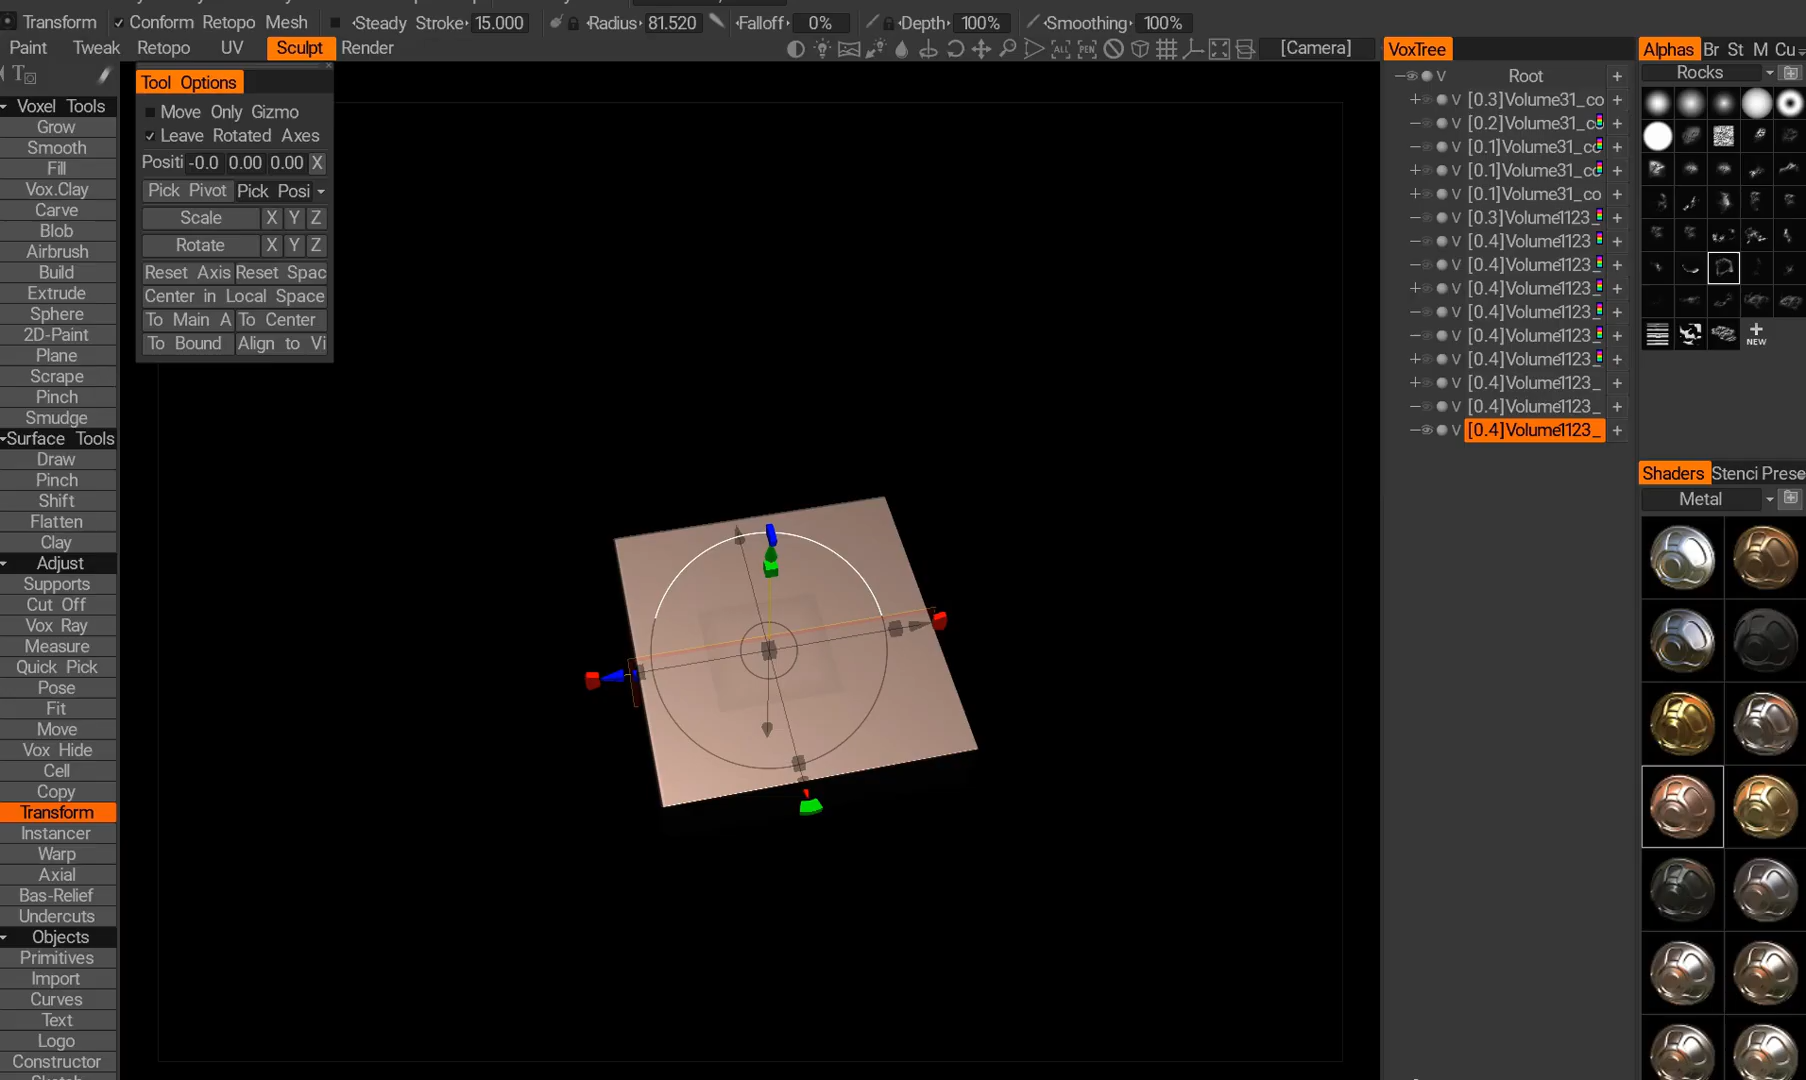 Transform Conform Retopo Mesh Steady Stroke 15.000 Radius 81.520 Falloff 0% Depth 100% Smoothing 100%
Paint Tweak Retopo UV Sculpt Render [Camera]
Tool Options
Move Only Gizmo
Leave Rotated Axes
Positi -0.0 0.00 0.00 X
Pick Pivot Pick Posi
Scale X Y Z
Rotate X Y Z
Reset Axis Reset Spac
Center in Local Space
To Main A To Center
To Bound Align to Vi
Voxel Tools
Grow
Smooth
Fill
Vox.Clay
Carve
Blob
Airbrush
Build
Extrude
Sphere
2D-Paint
Plane
Scrape
Pinch
Smudge
Surface Tools
Draw
Pinch
Shift
Flatten
Clay
Adjust
Supports
Cut Off
Vox Ray
Measure
Quick Pick
Pose
Fit
Move
Vox Hide
Cell
Copy
Transform
Instancer
Warp
Axial
Bas-Relief
Undercuts
Objects
Primitives
Import
Curves
Text
Logo
Constructor
VoxTree
V Root +
+ V [0.3]Volume31_co +
V [0.2]Volume31_co +
V [0.1]Volume31_co +
V [0.1]Volume31_co +
+ V [0.1]Volume31_co +
V [0.3]Volume1123_ +
V [0.4]Volume1123 +
V [0.4]Volume1123_ +
+ V [0.4]Volume1123 +
V [0.4]Volume1123_ +
V [0.4]Volume1123_ +
+ V [0.4]Volume1123_ +
+ V [0.4]Volume1123_ +
V [0.4]Volume1123_ +
V [0.4]Volume1123_ +
Alphas Br St M Cu
Rocks
NEW
Shaders Stenci Prese
Metal